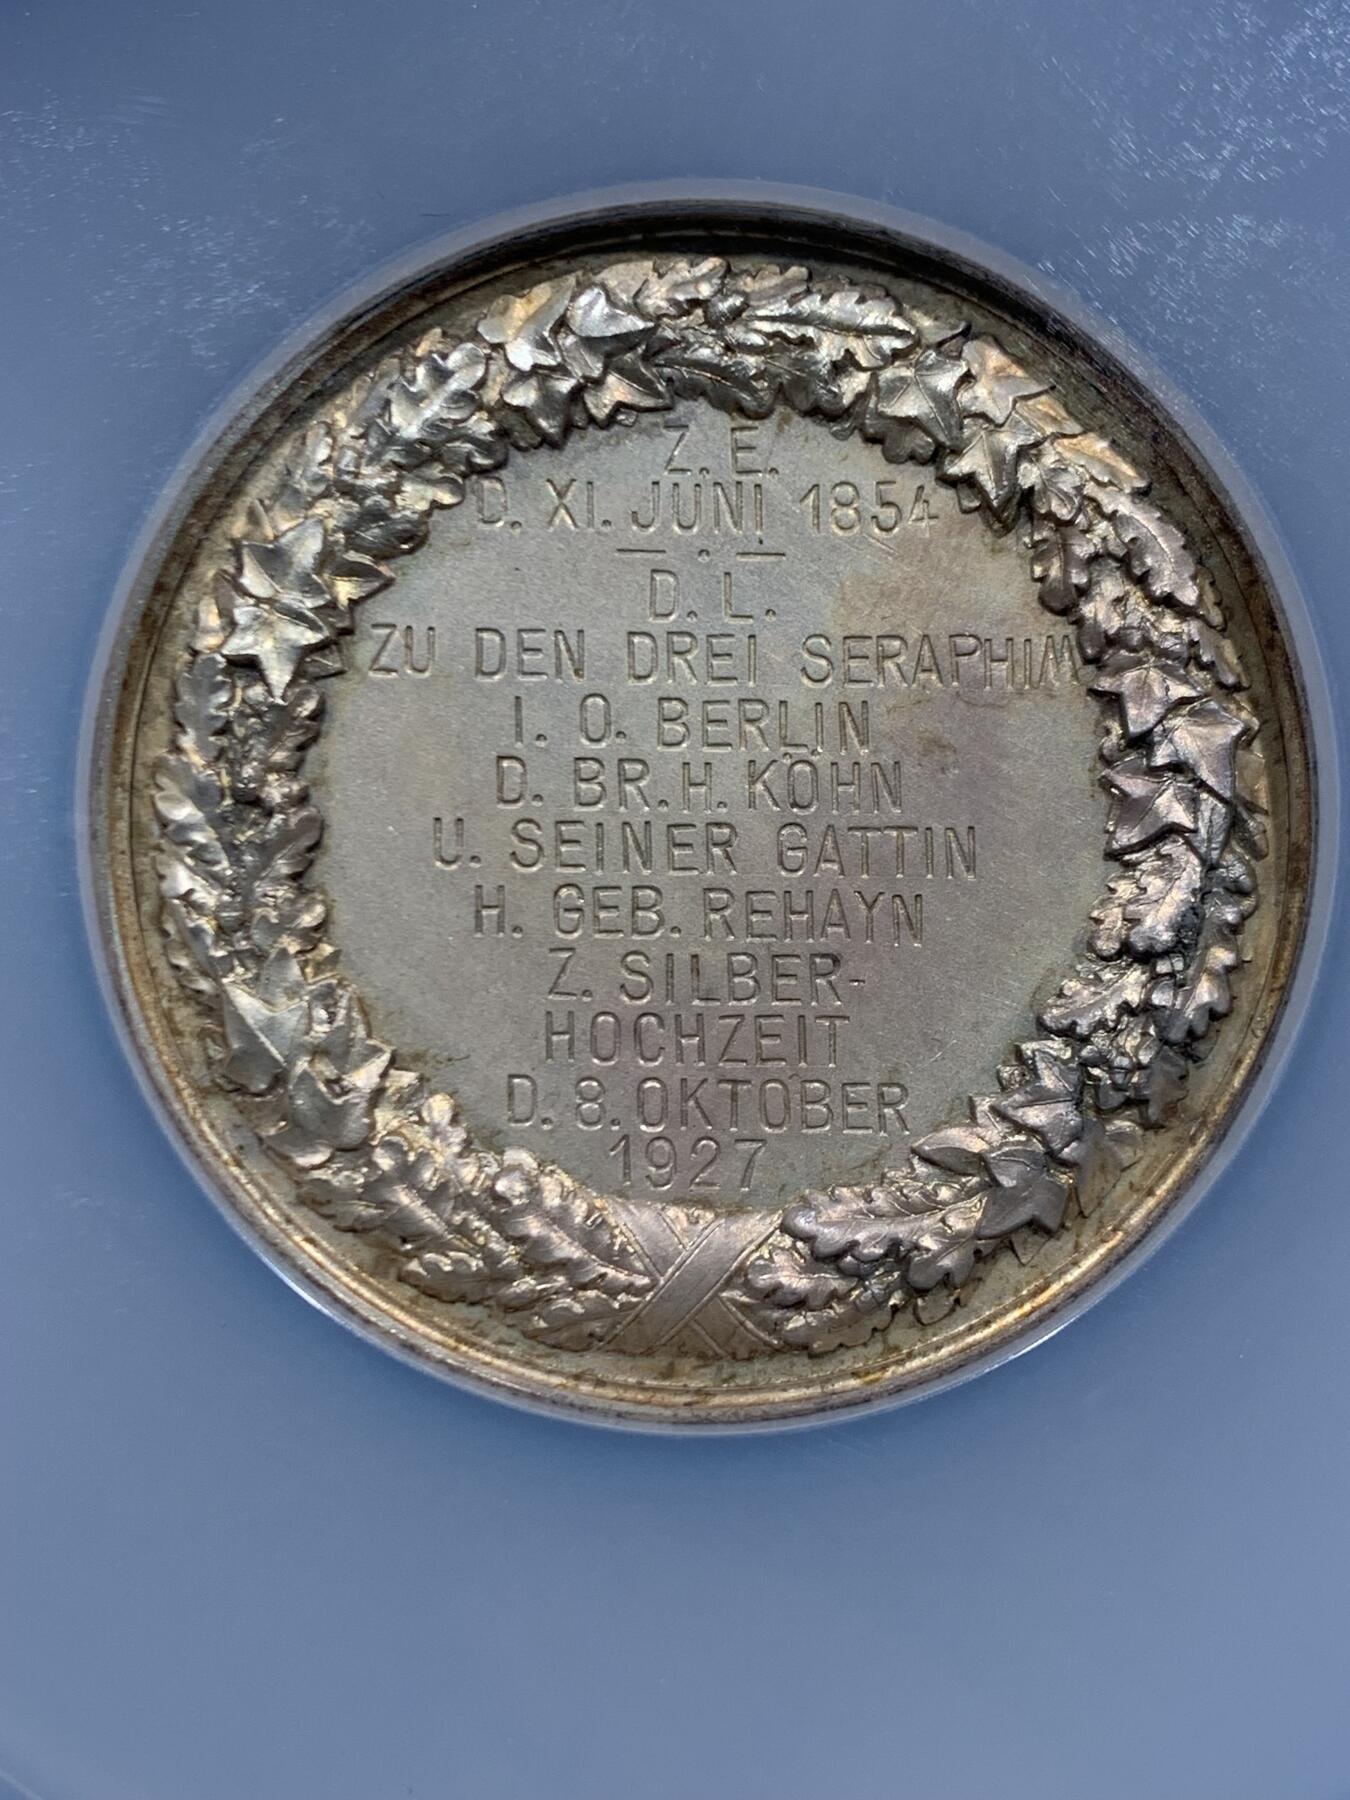 Z. E.
D. XI. JUNI 1854
— . —
D. L.
ZU DEN DREI SERAPHIM
I. O. BERLIN
D. BR. H. KÖHN
U. SEINER GATTIN
H. GEB. REHAYN
Z. SILBER-
HOCHZEIT
D. 8. OKTOBER
1927